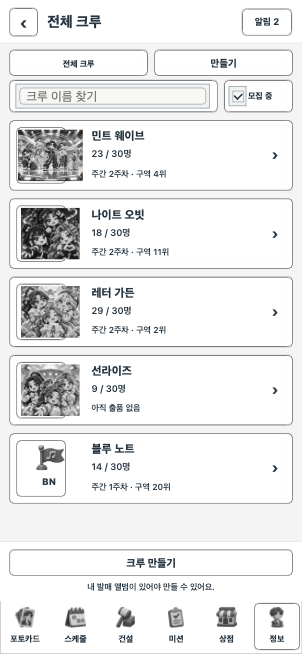 ‹ 전체 크루 알림 2
전체 크루 만들기
크루 이름 찾기 모집 중
민트 웨이브
23 / 30명
주간 2주차 · 구역 4위
나이트 오빗
18 / 30명
주간 2주차 · 구역 11위
레터 가든
29 / 30명
주간 2주차 · 구역 2위
선라이즈
9 / 30명
아직 출품 없음
BN
블루 노트
14 / 30명
주간 1주차 · 구역 20위
크루 만들기
내 발매 앨범이 있어야 만들 수 있어요.
포토카드 스케줄 건설 미션 상점 정보